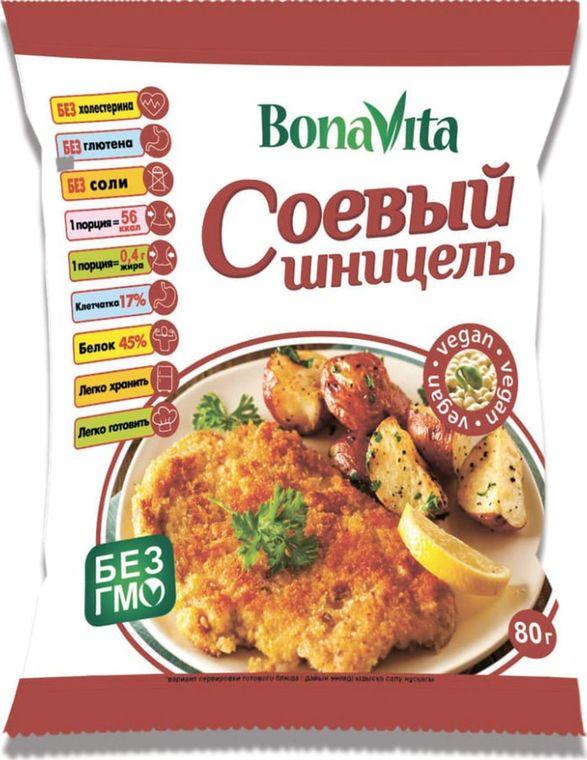 БЕЗ холестерина
БЕЗ глютена
БЕЗ СОЛИ
1 порция = 56 ккал
1 порция = 0,4 г жира
Клетчатка 17%
Белок 45%
Легко хранить
Легко готовить
BonaVita
Соевый
шницель
vegan · vegan · vegan ·
БЕЗ
ГМО
80 г
*вариант сервировки готового блюда